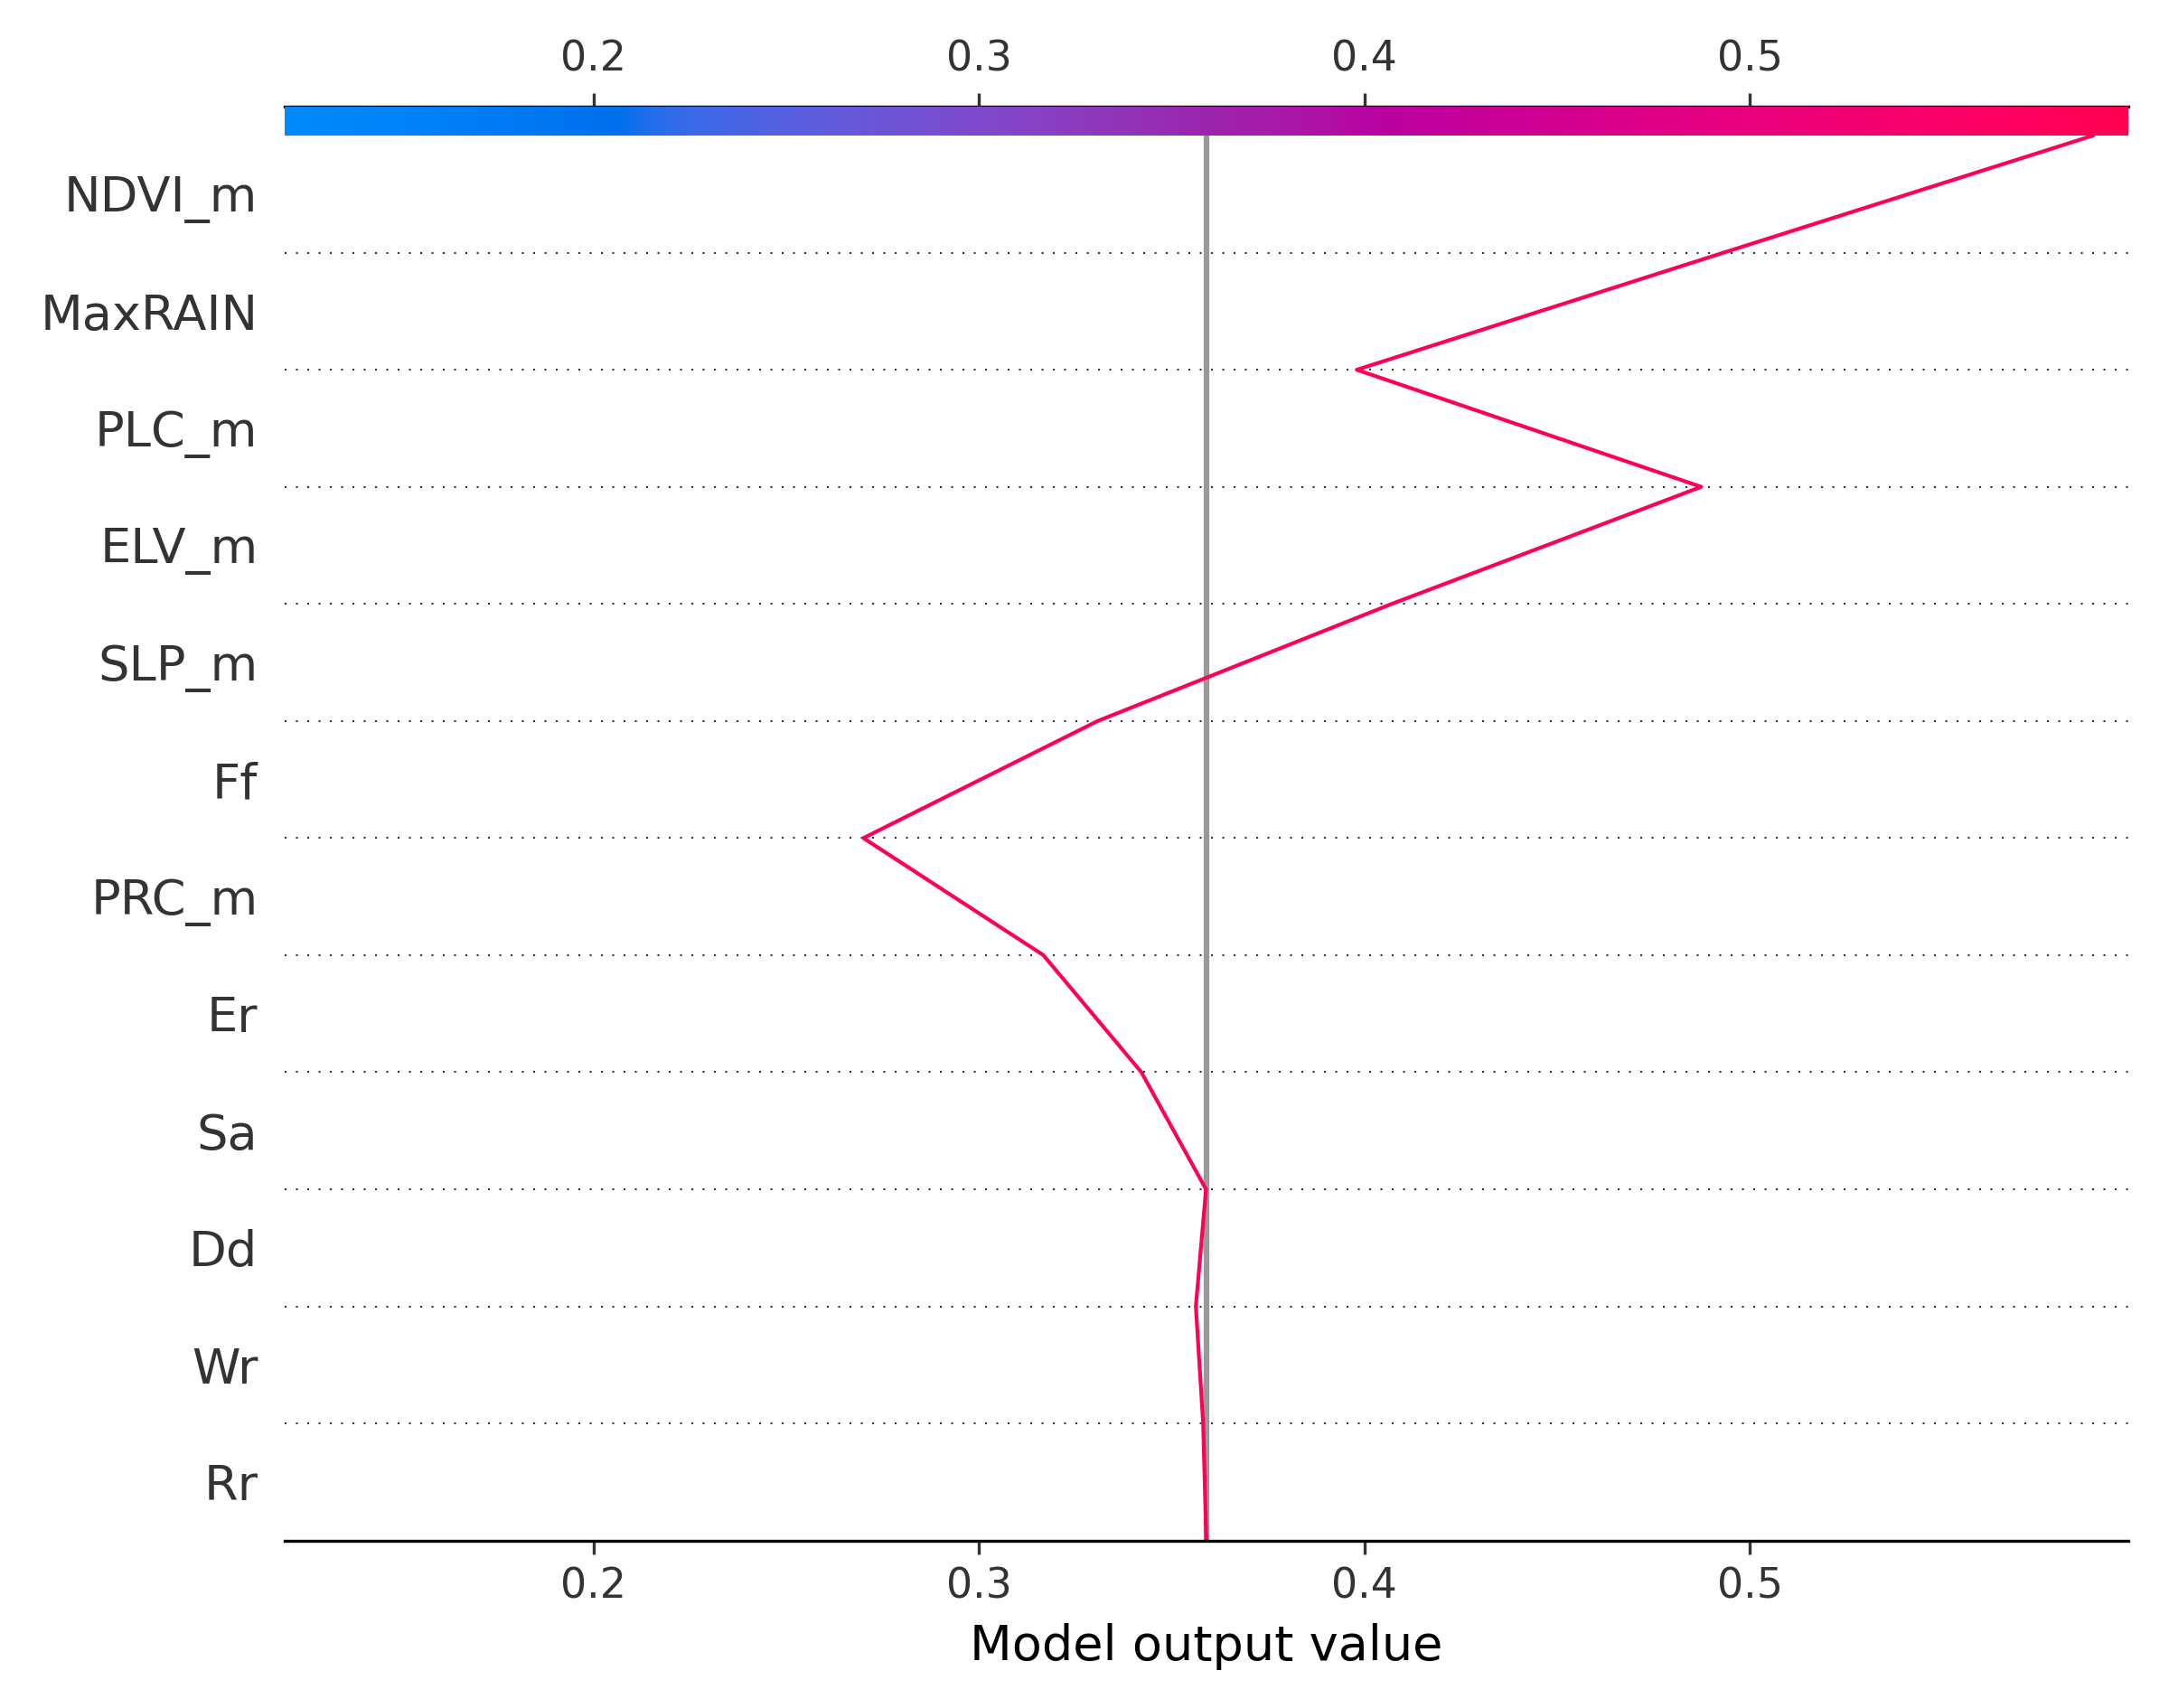 0.2 0.3 0.4 0.5
NDVI_m
MaxRAIN
PLC_m
ELV_m
SLP_m
Ff
PRC_m
Er
Sa
Dd
Wr
Rr
0.2 0.3 0.4 0.5
Model output value